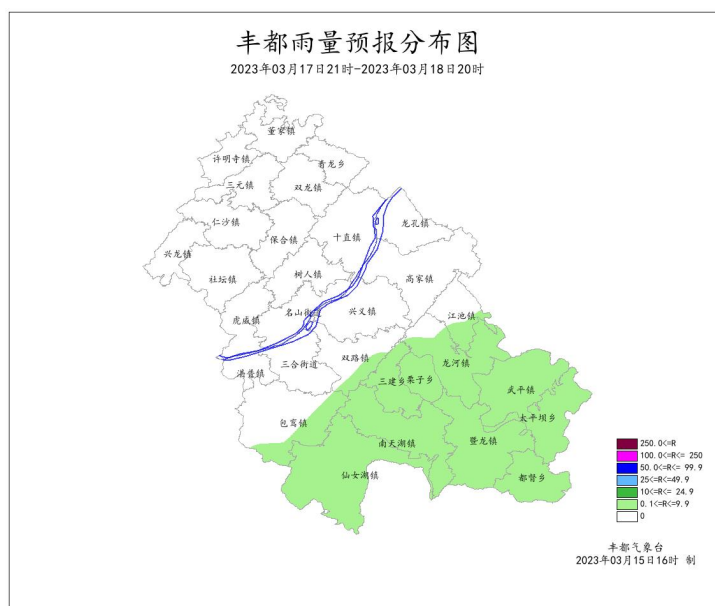 丰都雨量预报分布图
2023年03月17日21时-2023年03月18日20时
董家镇
许明寺镇
青龙乡
三元镇
双龙镇
仁沙镇
龙孔镇
保合镇
十直镇
兴龙镇
树人镇
社坛镇
高家镇
名山街道
兴义镇
虎威镇
江池镇
双路镇
三合街道
龙河镇
湛普镇
三建乡
栗子乡
武平镇
太平坝乡
包鸾镇
南天湖镇
暨龙镇
仙女湖镇
都督乡
250.0<=R
100.0<=R<= 250
50.0<=R<= 99.9
25<=R<=49.9
10<=R<= 24.9
0.1<=R<=9.9
0
丰都气象台
2023年03月15日16时 制